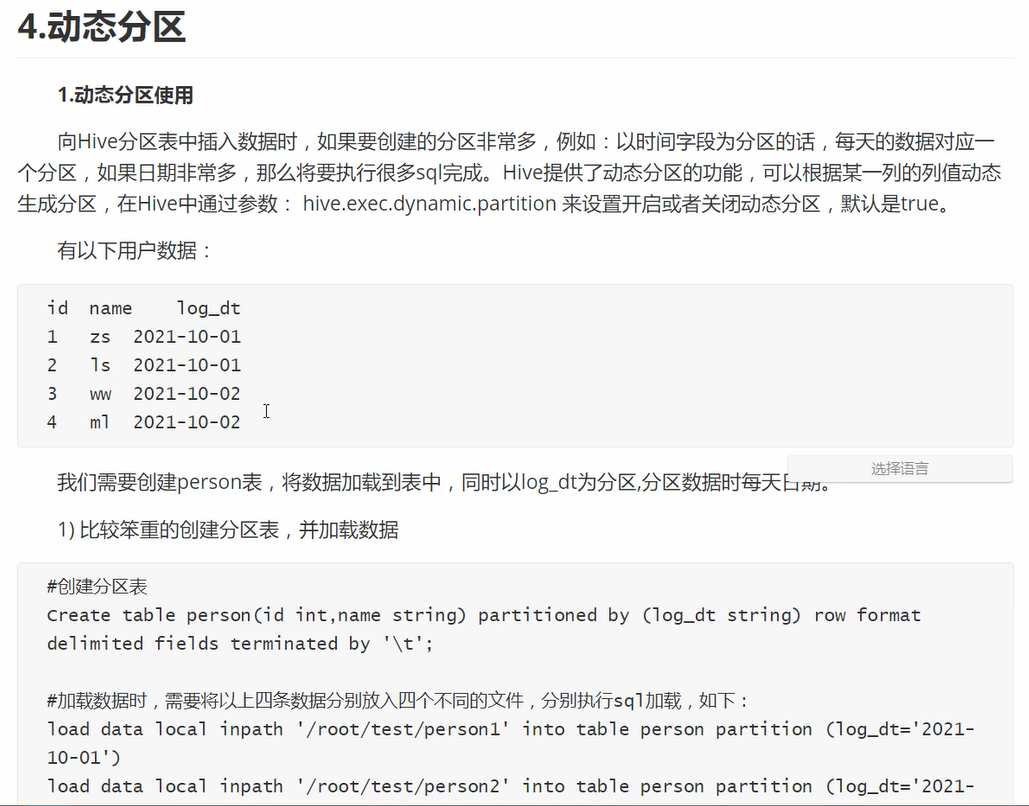 4.动态分区
1.动态分区使用
向Hive分区表中插入数据时，如果要创建的分区非常多，例如：以时间字段为分区的话，每天的数据对应一
个分区，如果日期非常多，那么将要执行很多sql完成。Hive提供了动态分区的功能，可以根据某一列的列值动态
生成分区，在Hive中通过参数： hive.exec.dynamic.partition 来设置开启或者关闭动态分区，默认是true。
有以下用户数据：
id name log_dt
1 zs 2021-10-01
2 ls 2021-10-01
3 ww 2021-10-02
4 ml 2021-10-02
选择语言
我们需要创建person表，将数据加载到表中，同时以log_dt为分区,分区数据时每天日期。
1) 比较笨重的创建分区表，并加载数据
#创建分区表
Create table person(id int,name string) partitioned by (log_dt string) row format
delimited fields terminated by '\t';
#加载数据时，需要将以上四条数据分别放入四个不同的文件，分别执行sql加载，如下：
load data local inpath '/root/test/person1' into table person partition (log_dt='2021-
10-01')
load data local inpath '/root/test/person2' into table person partition (log_dt='2021-